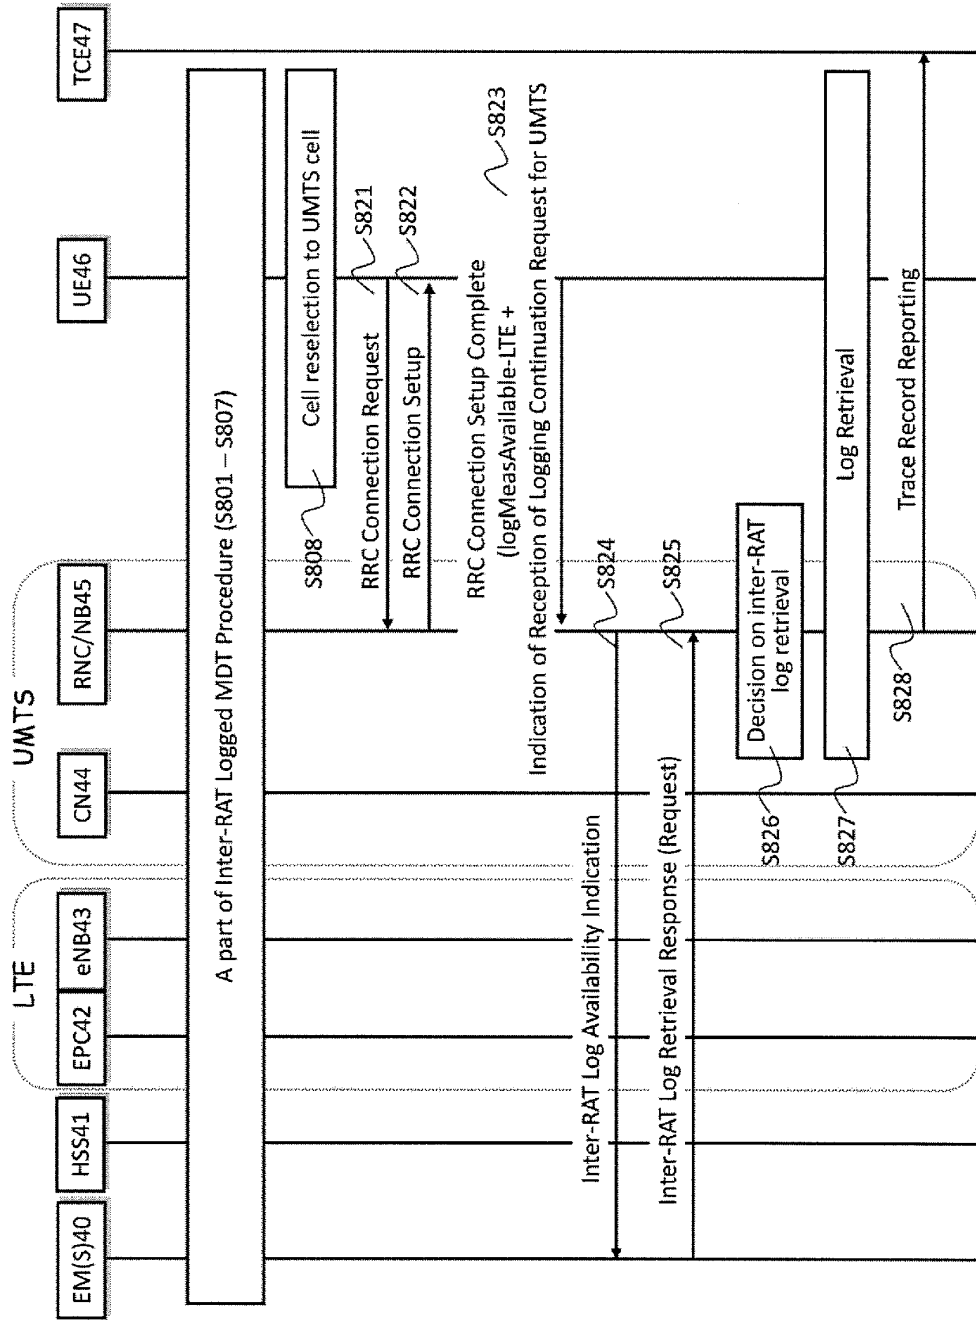 LTE
UMTS
EM(S)40
HSS41
EPC42
eNB43
CN44
RNC/NB45
UE46
TCE47
A part of Inter-RAT Logged MDT Procedure (S801 – S807)
Cell reselection to UMTS cell
S808
RRC Connection Request
S821
RRC Connection Setup
S822
RRC Connection Setup Complete
(logMeasAvailable-LTE +
S823
Indication of Reception of Logging Continuation Request for UMTS
Inter-RAT Log Availability Indication
S824
Inter-RAT Log Retrieval Response (Request)
S825
Decision on inter-RAT
log retrieval
S826
Log Retrieval
S827
Trace Record Reporting
S828